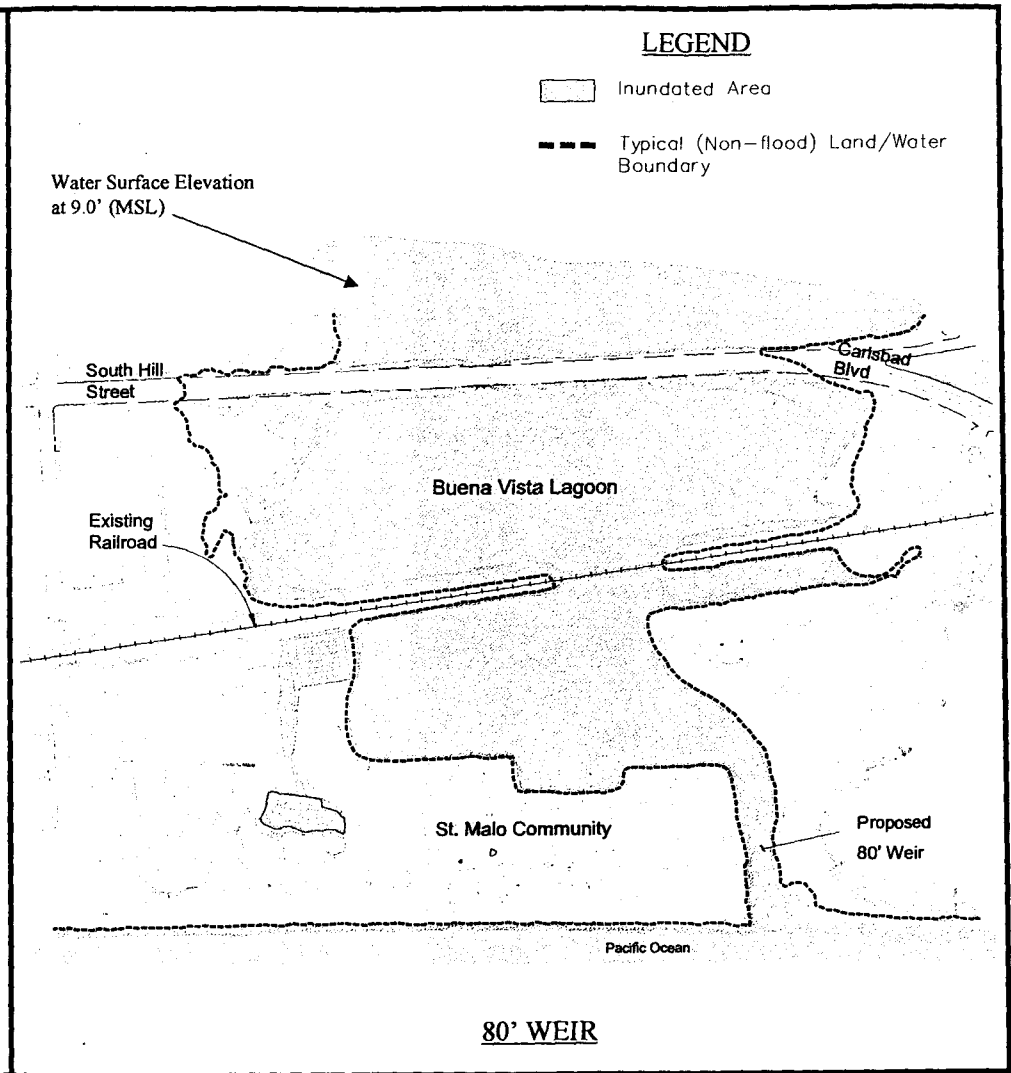 LEGEND
Inundated Area
Typical (Non-flood) Land/Water
Boundary
Water Surface Elevation
at 9.0' (MSL)
South Hill
Street
Carlsbad
Blvd
Buena Vista Lagoon
Existing
Railroad
St. Malo Community
Proposed
80' Weir
Pacific Ocean
80' WEIR